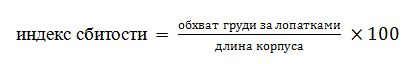 индекс сбитости = обхват груди за лопатками / длина корпуса × 100